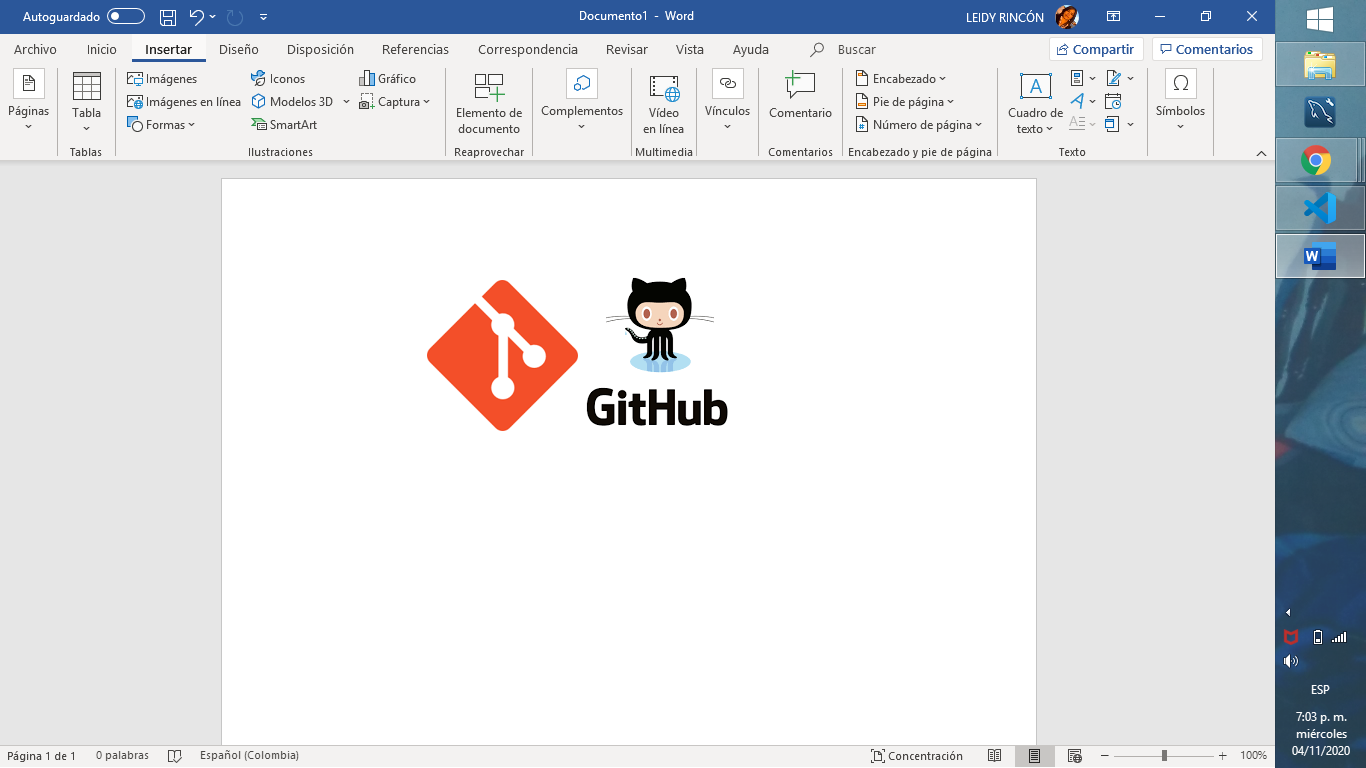 Autoguardado
Documento1 - Word
LEIDY RINCÓN
Archivo Inicio Insertar Diseño Disposición Referencias Correspondencia Revisar Vista Ayuda Buscar
Compartir Comentarios
Páginas
Tabla
Tablas
Imágenes
Imágenes en línea
Formas
Iconos
Modelos 3D
SmartArt
Gráfico
Captura
Ilustraciones
Elemento de
documento
Reaprovechar
Complementos
Vídeo
en línea
Multimedia
Vínculos
Comentario
Comentarios
Encabezado
Pie de página
Número de página
Encabezado y pie de página
A
Cuadro de
texto
Texto
Ω
Símbolos
GitHub
W
ESP
7:03 p. m.
miércoles
04/11/2020
Página 1 de 1 0 palabras Español (Colombia) Concentración 100%